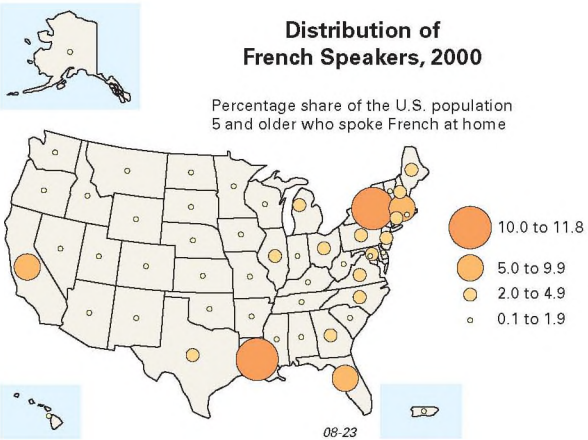 Distribution of
French Speakers, 2000
Percentage share of the U.S. population
5 and older who spoke French at home
10.0 to 11.8
5.0 to 9.9
2.0 to 4.9
0.1 to 1.9
08-23